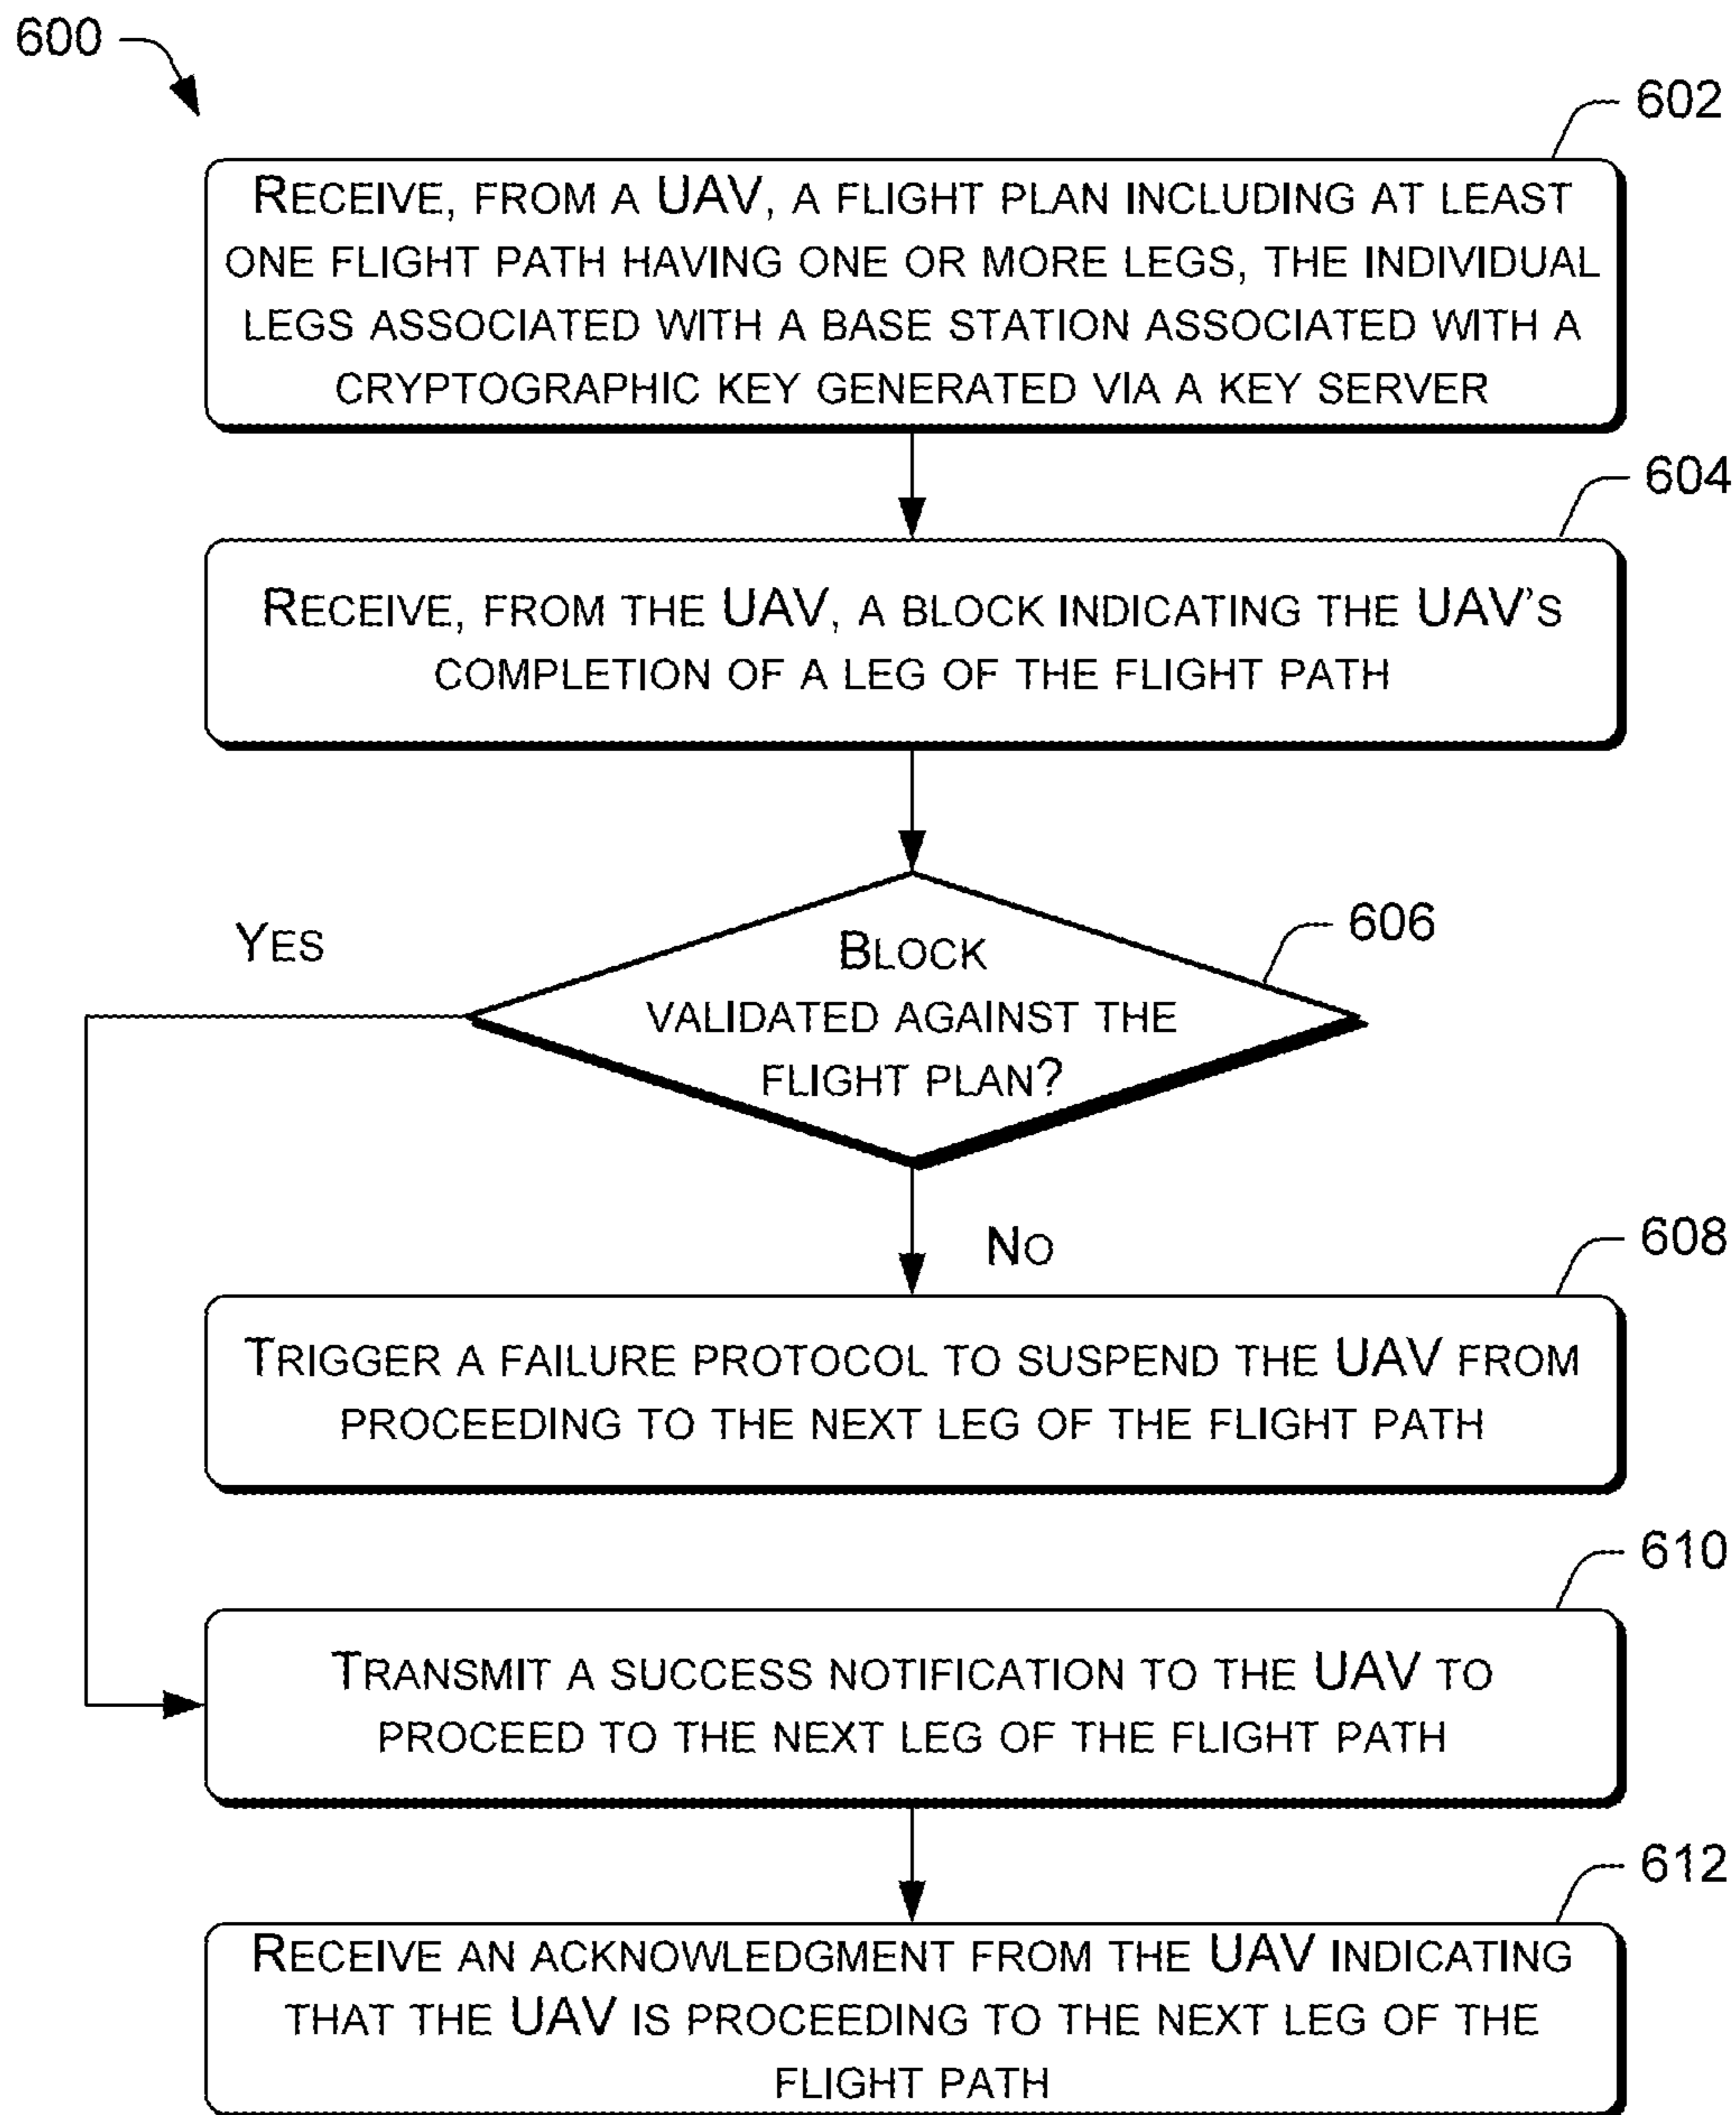 600
602
RECEIVE, FROM A UAV, A FLIGHT PLAN INCLUDING AT LEAST
ONE FLIGHT PATH HAVING ONE OR MORE LEGS, THE INDIVIDUAL
LEGS ASSOCIATED WITH A BASE STATION ASSOCIATED WITH A
CRYPTOGRAPHIC KEY GENERATED VIA A KEY SERVER
604
RECEIVE, FROM THE UAV, A BLOCK INDICATING THE UAV'S
COMPLETION OF A LEG OF THE FLIGHT PATH
606
YES
BLOCK
VALIDATED AGAINST THE
FLIGHT PLAN?
NO
608
TRIGGER A FAILURE PROTOCOL TO SUSPEND THE UAV FROM
PROCEEDING TO THE NEXT LEG OF THE FLIGHT PATH
610
TRANSMIT A SUCCESS NOTIFICATION TO THE UAV TO
PROCEED TO THE NEXT LEG OF THE FLIGHT PATH
612
RECEIVE AN ACKNOWLEDGMENT FROM THE UAV INDICATING
THAT THE UAV IS PROCEEDING TO THE NEXT LEG OF THE
FLIGHT PATH